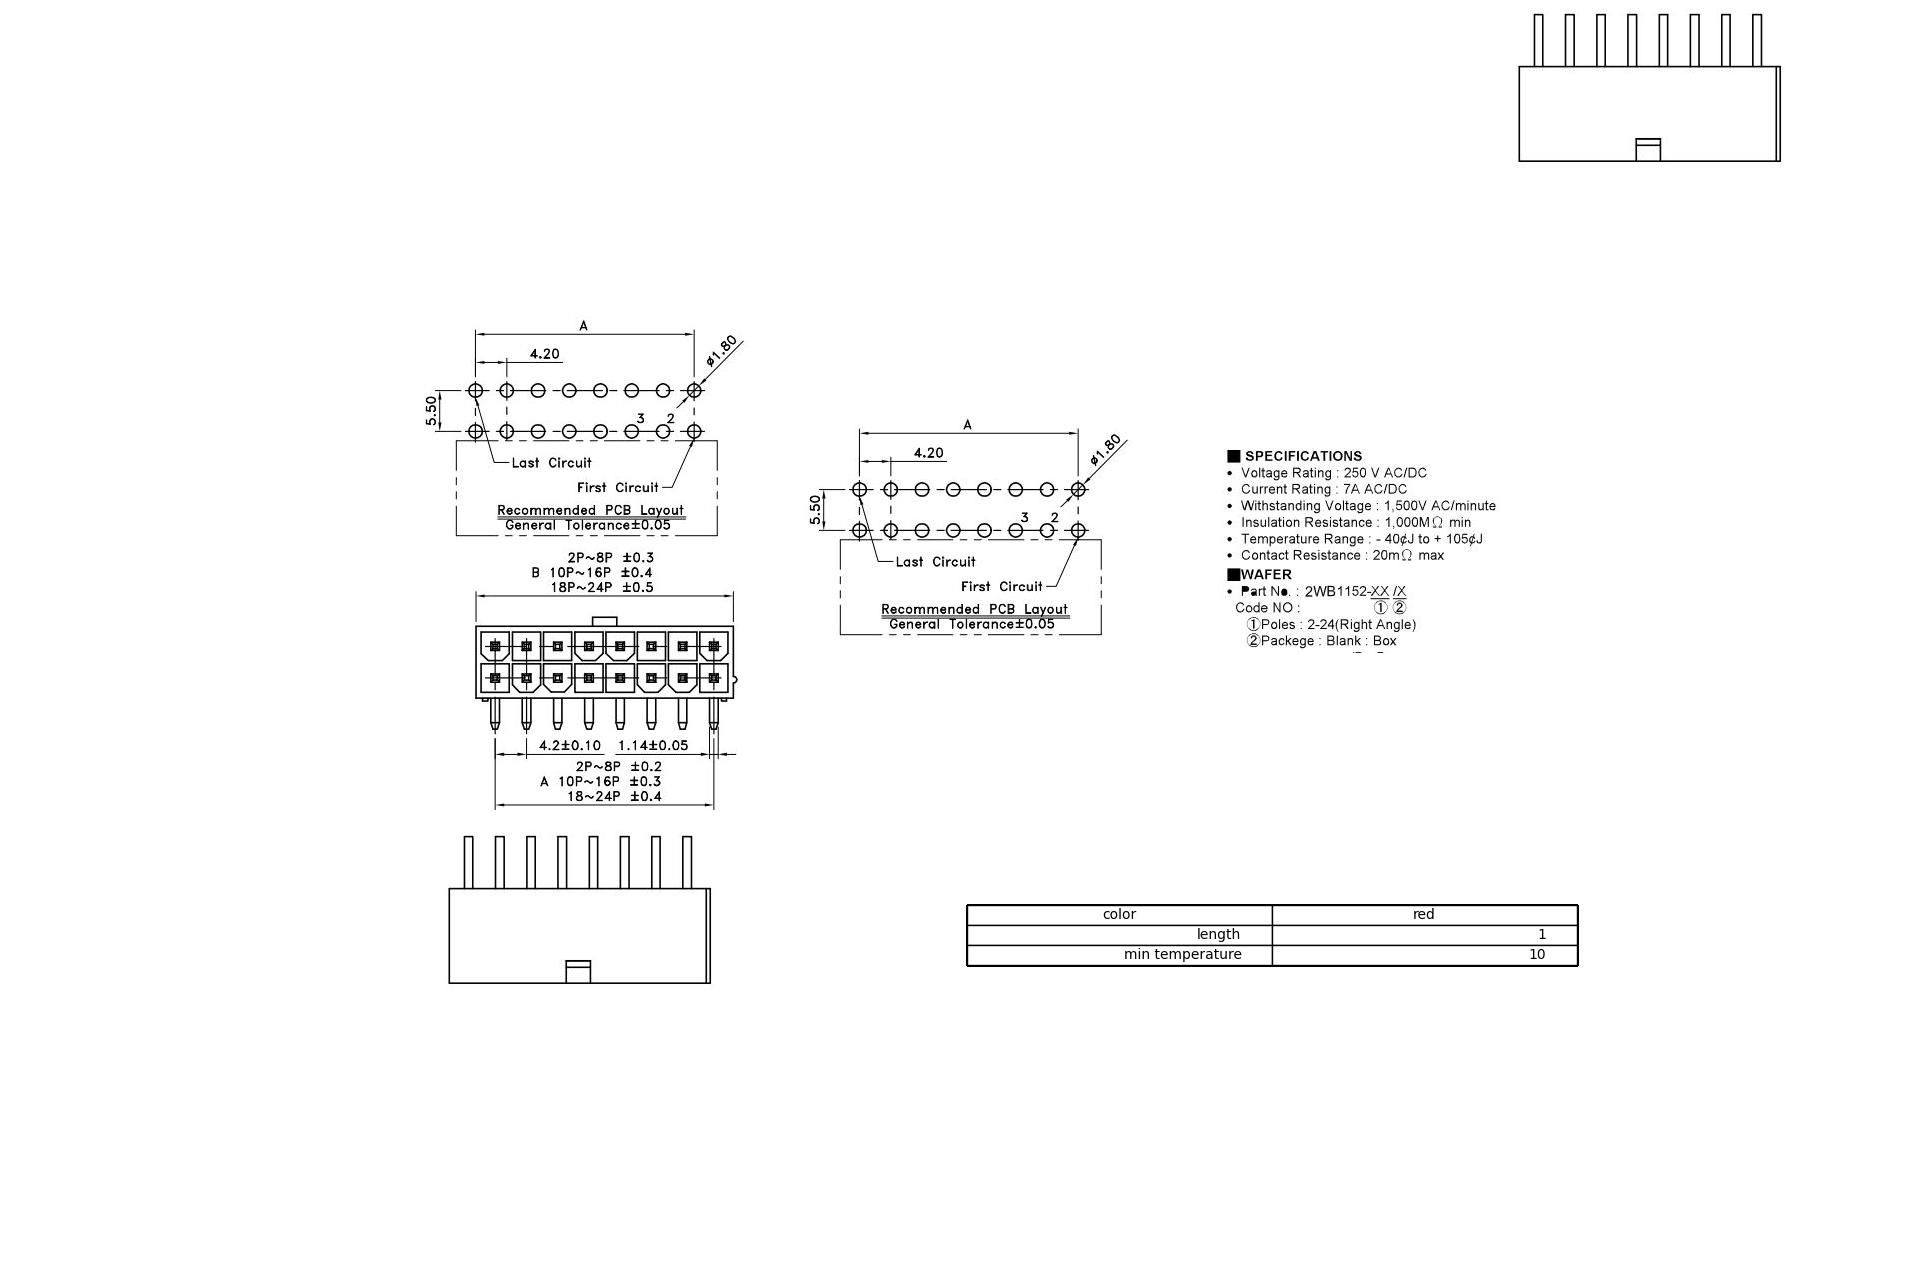 A
4.20
ø1.80
5.50
3 2
Last Circuit
First Circuit
Recommended PCB Layout
General Tolerance±0.05
2P~8P ±0.3
B 10P~16P ±0.4
18P~24P ±0.5
4.2±0.10 1.14±0.05
2P~8P ±0.2
A 10P~16P ±0.3
18~24P ±0.4
A
4.20
ø1.80
5.50
3 2
Last Circuit
First Circuit
Recommended PCB Layout
General Tolerance±0.05
■ SPECIFICATIONS
• Voltage Rating : 250 V AC/DC
• Current Rating : 7A AC/DC
• Withstanding Voltage : 1,500V AC/minute
• Insulation Resistance : 1,000MΩ min
• Temperature Range : - 40¢J to + 105¢J
• Contact Resistance : 20mΩ max
■WAFER
• Part No. : 2WB1152-XX /X
Code NO : ① ②
①Poles : 2-24(Right Angle)
②Packege : Blank : Box
color red
length 1
min temperature 10